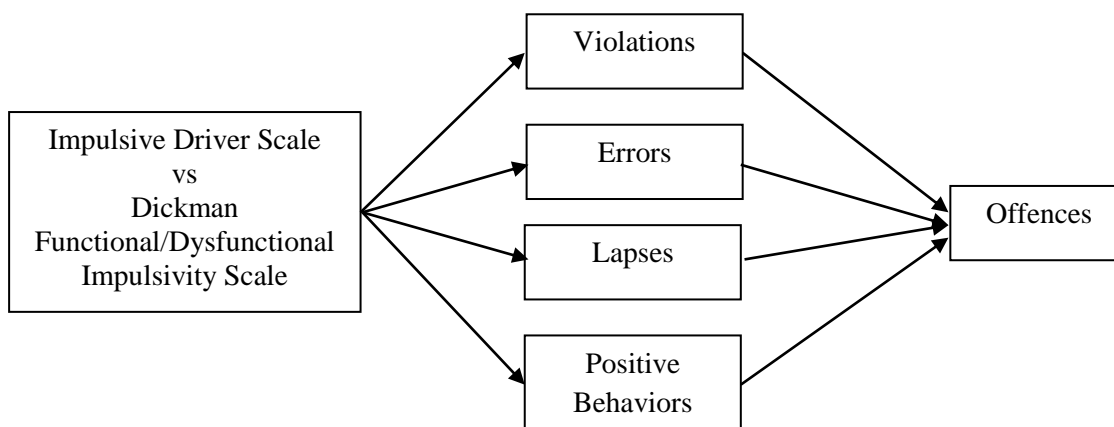 Impulsive Driver Scale
vs
Dickman
Functional/Dysfunctional
Impulsivity Scale
Violations
Errors
Lapses
Positive
Behaviors
Offences